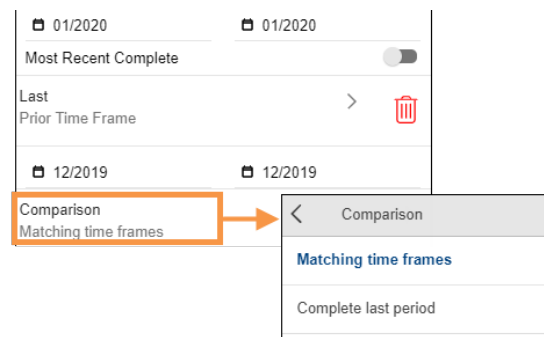 01/2020 01/2020
Most Recent Complete
Last
Prior Time Frame
12/2019 12/2019
Comparison
Matching time frames
Comparison
Matching time frames
Complete last period